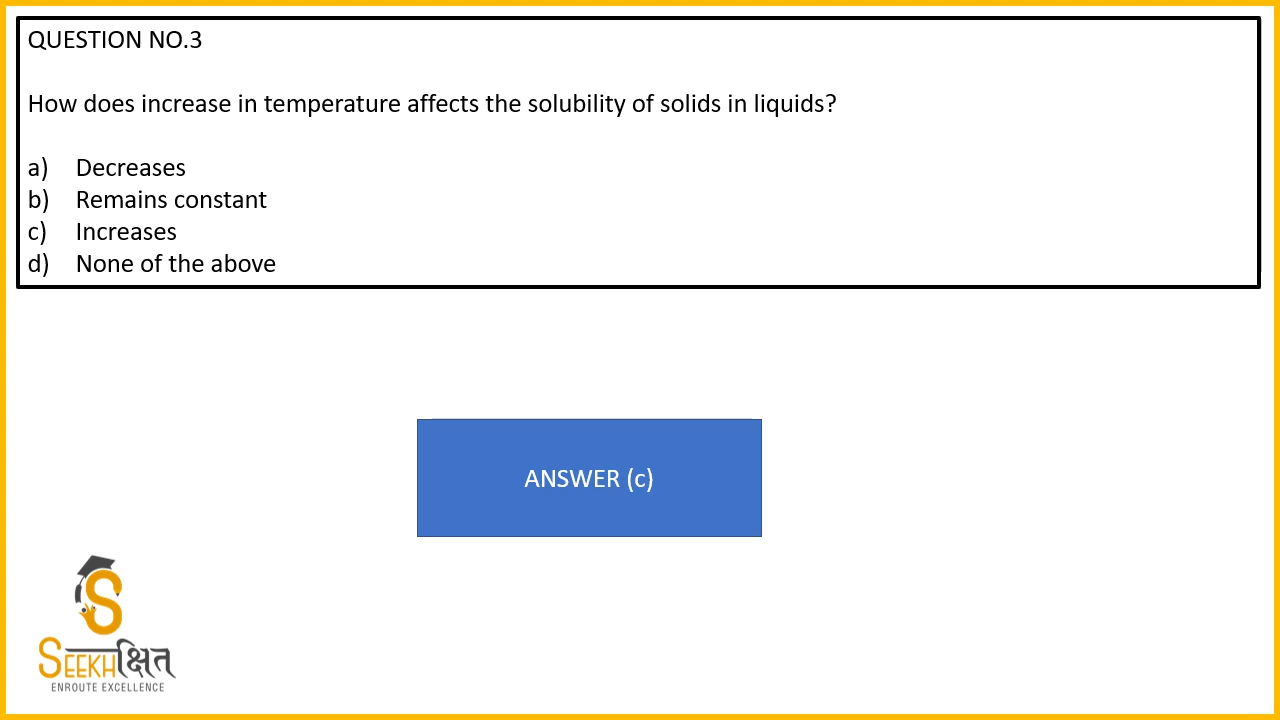 QUESTION NO.3
How does increase in temperature affects the solubility of solids in liquids?
a) Decreases
b) Remains constant
c) Increases
d) None of the above
ANSWER (c)
S
SEEKHक्षित
ENROUTE EXCELLENCE